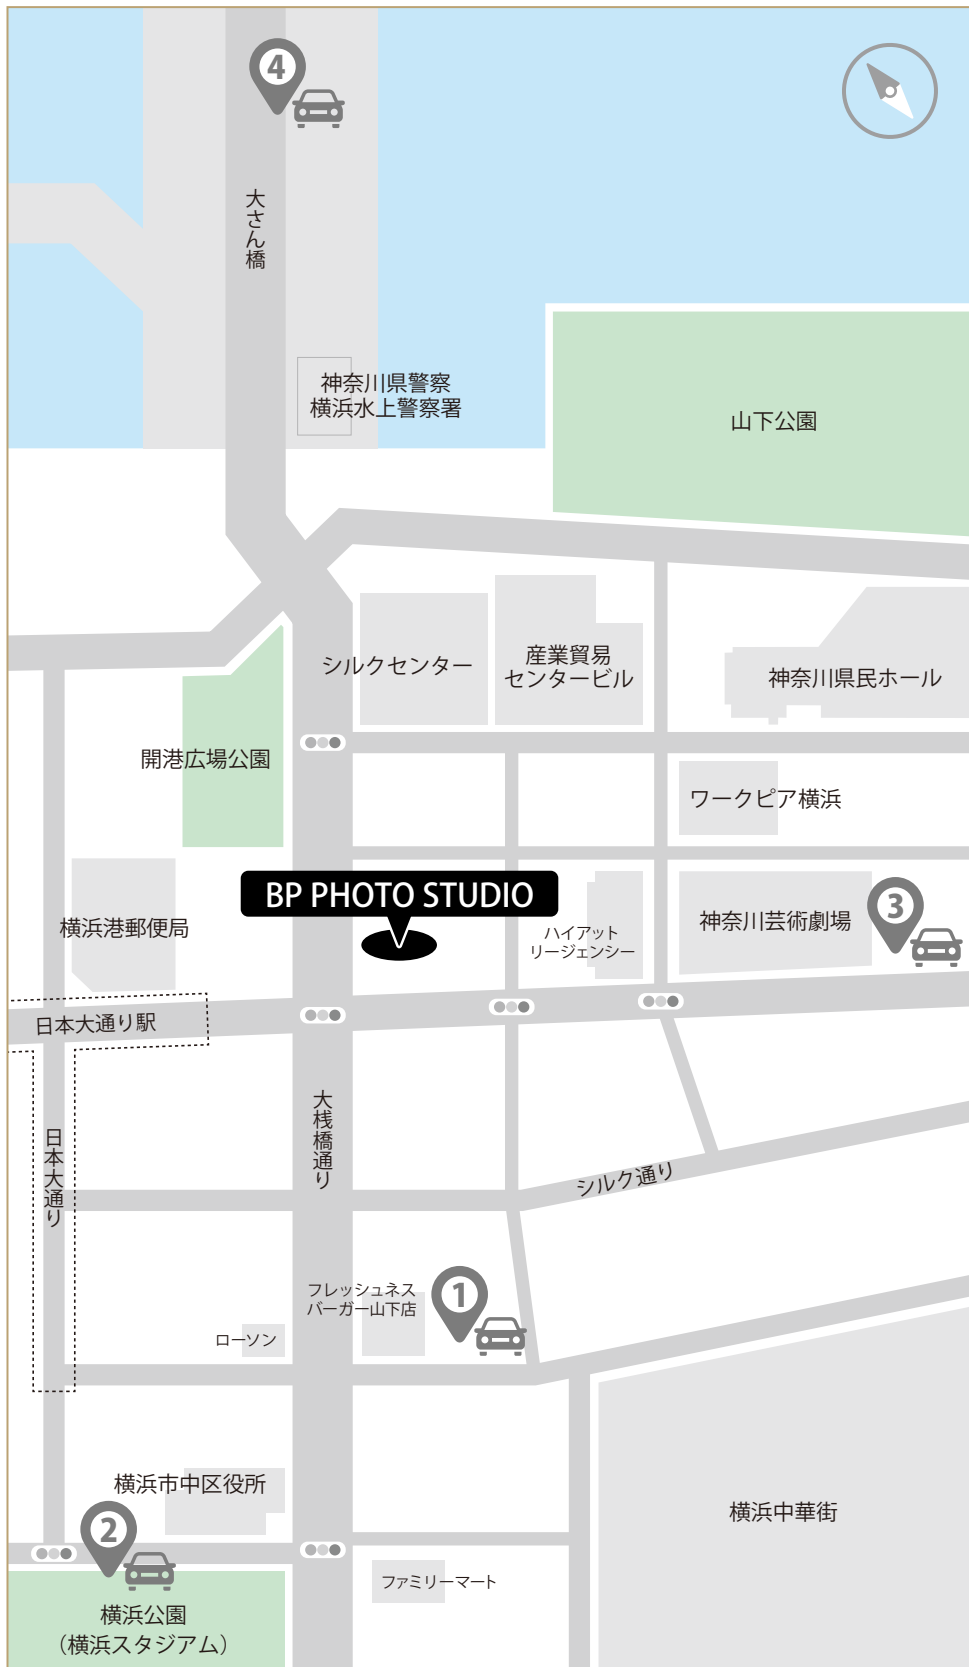 4
大さん橋
神奈川県警察
横浜水上警察署
山下公園
シルクセンター
産業貿易
センタービル
神奈川県民ホール
開港広場公園
ワークピア横浜
BP PHOTO STUDIO
3
横浜港郵便局
ハイアット
リージェンシー
神奈川芸術劇場
日本大通り駅
大桟橋通り
日本大通り
シルク通り
1
フレッシュネス
バーガー山下店
ローソン
横浜市中区役所
横浜中華街
2
ファミリーマート
横浜公園
（横浜スタジアム）